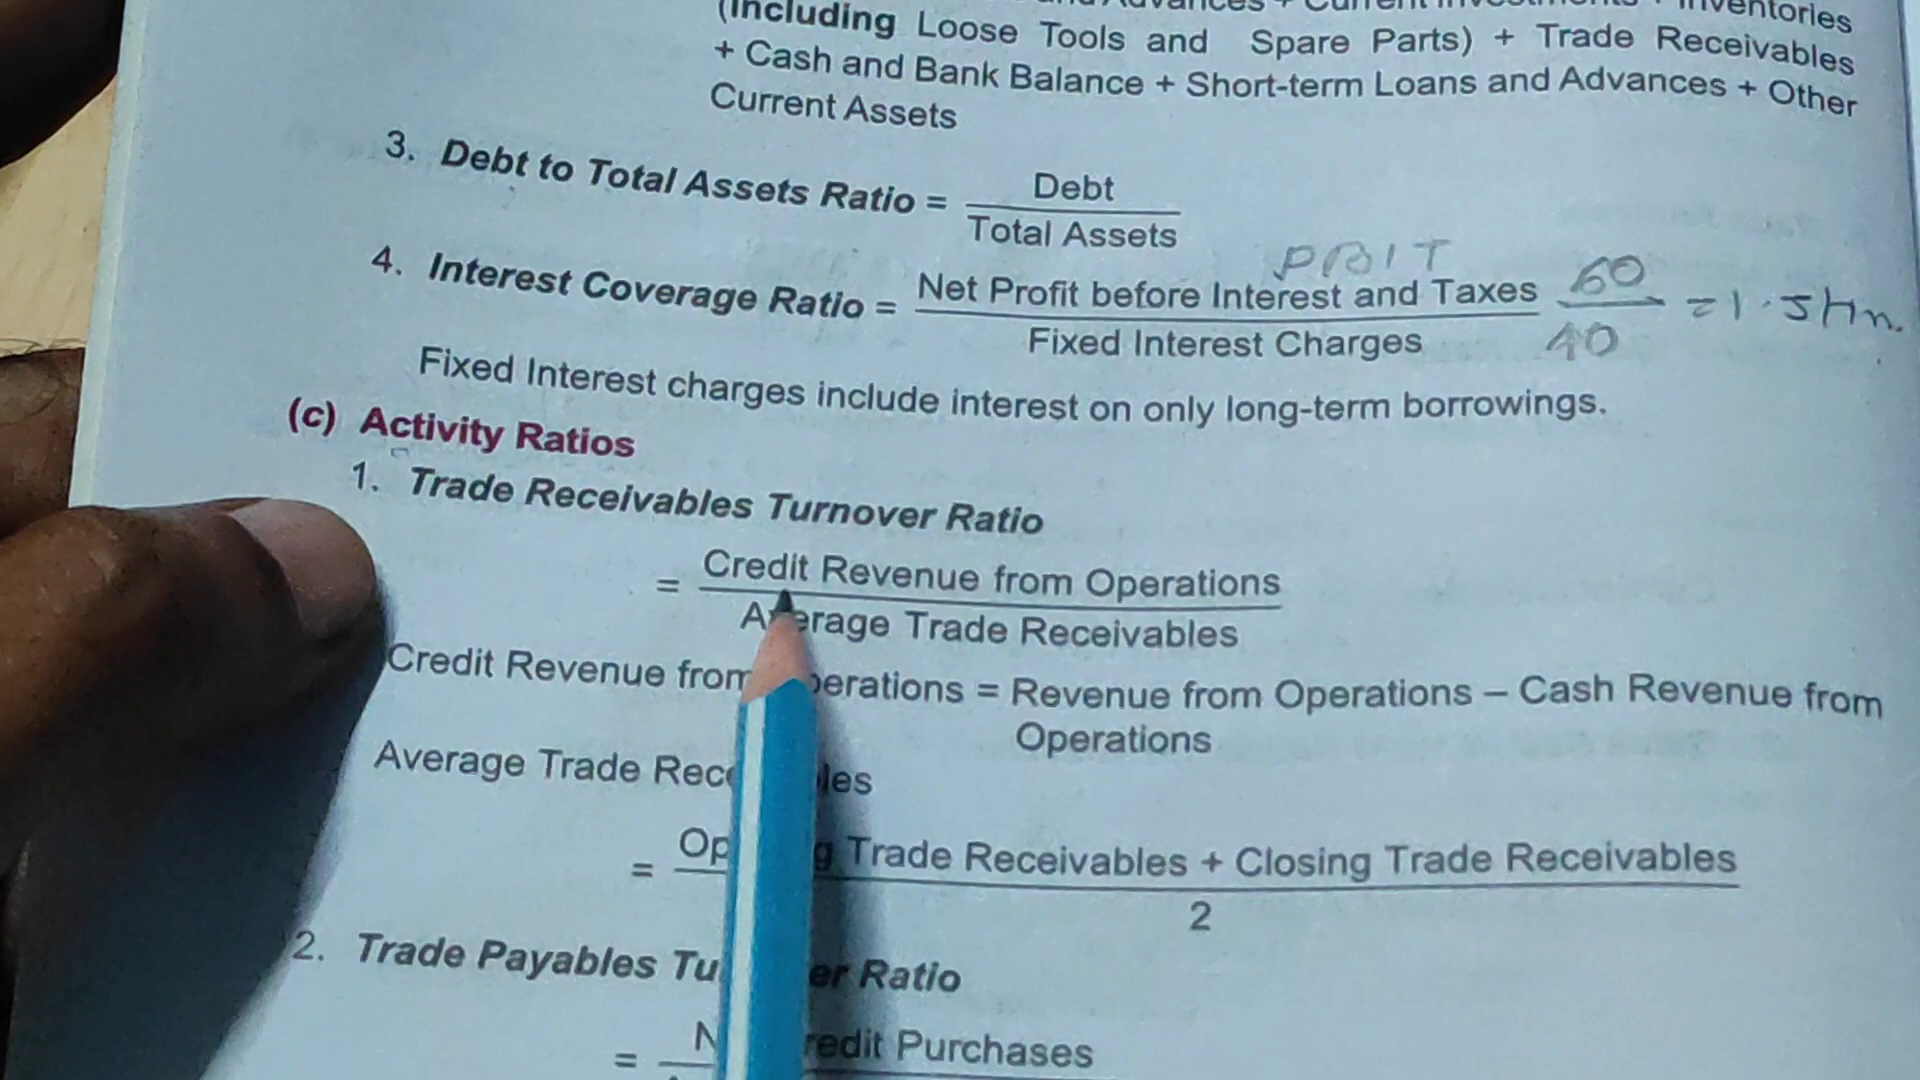 (Including Loose Tools and Spare Parts) + Trade Receivables
+ Cash and Bank Balance + Short-term Loans and Advances + Other
Current Assets
3. Debt to Total Assets Ratio = Debt
Total Assets
PBIT
4. Interest Coverage Ratio = Net Profit before Interest and Taxes 60
Fixed Interest Charges 40 = 1.5
Fixed Interest charges include interest on only long-term borrowings.
(c) Activity Ratios
1. Trade Receivables Turnover Ratio
= Credit Revenue from Operations
Average Trade Receivables
Credit Revenue from Operations = Revenue from Operations – Cash Revenue from
Operations
Average Trade Receivables
= Opening Trade Receivables + Closing Trade Receivables
2
2. Trade Payables Turnover Ratio
= Net Credit Purchases